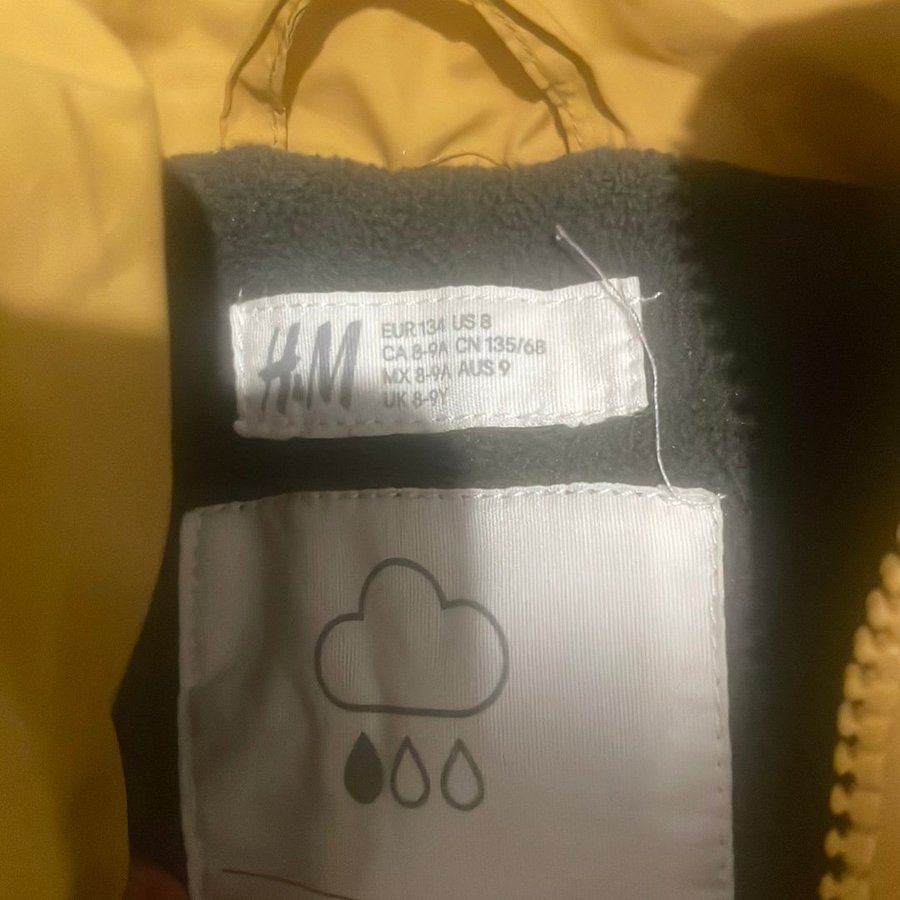 H&M
EUR 134 US 8
CA 8-9A CN 135/68
MX 8-9A AUS 9
UK 8-9Y